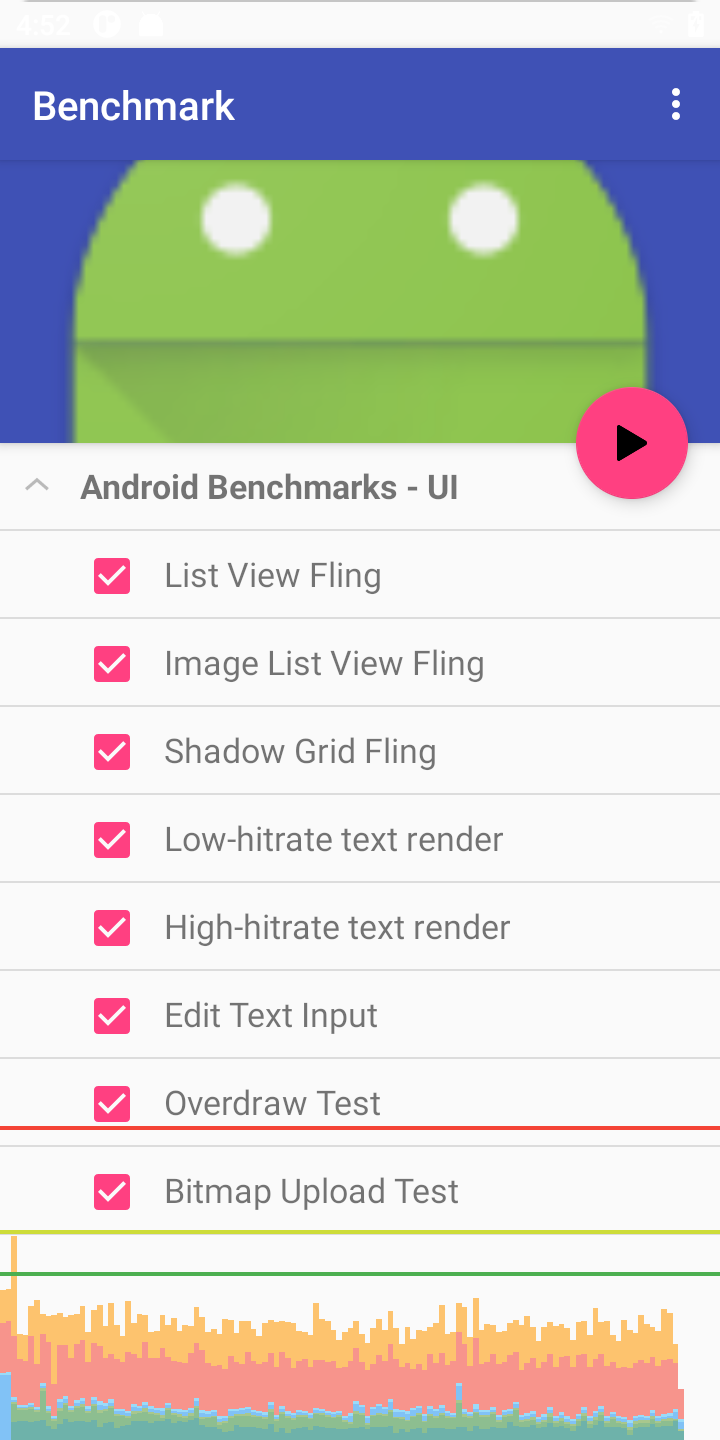 4:52
Benchmark
Android Benchmarks - UI
List View Fling
Image List View Fling
Shadow Grid Fling
Low-hitrate text render
High-hitrate text render
Edit Text Input
Overdraw Test
Bitmap Upload Test